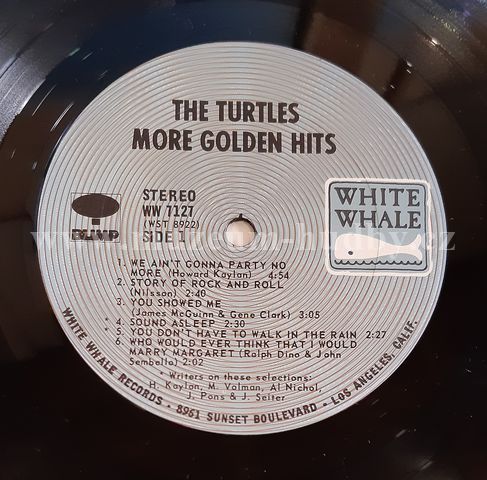 THE TURTLES
MORE GOLDEN HITS
BLIMP
STEREO
WW 7127
(WST 8922)
SIDE 1
WHITE
WHALE
1. WE AIN'T GONNA PARTY NO
MORE (Howard Kaylan) 4:54
2. STORY OF ROCK AND ROLL
(Nilsson) 2:40
3. YOU SHOWED ME
(James McGuinn & Gene Clark) 3:05
* 4. SOUND ASLEEP 2:30
* 5. YOU DON'T HAVE TO WALK IN THE RAIN 2:27
6. WHO WOULD EVER THINK THAT I WOULD
MARRY MARGARET (Ralph Dino & John
Sembello) 2:02
* Writers on these selections:
H. Kaylan, M. Volman, Al Nichol,
J. Pons & J. Seiter
WHITE WHALE RECORDS • 8961 SUNSET BOULEVARD • LOS ANGELES, CALIF.